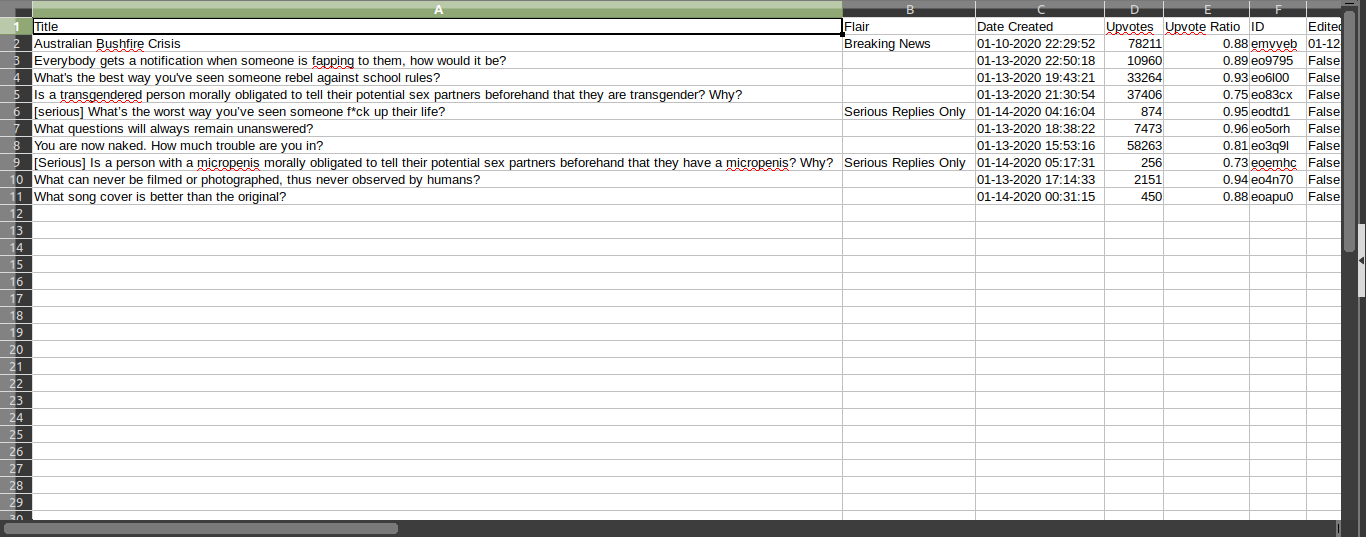 A B C D E F
1 Title Flair Date Created Upvotes Upvote Ratio ID Edited
2 Australian Bushfire Crisis Breaking News 01-10-2020 22:29:52 78211 0.88 emvveb 01-12
3 Everybody gets a notification when someone is fapping to them, how would it be? 01-13-2020 22:50:18 10960 0.89 eo9795 False
4 What's the best way you've seen someone rebel against school rules? 01-13-2020 19:43:21 33264 0.93 eo6l00 False
5 Is a transgendered person morally obligated to tell their potential sex partners beforehand that they are transgender? Why? 01-13-2020 21:30:54 37406 0.75 eo83cx False
6 [serious] What's the worst way you've seen someone f*ck up their life? Serious Replies Only 01-14-2020 04:16:04 874 0.95 eodtd1 False
7 What questions will always remain unanswered? 01-13-2020 18:38:22 7473 0.96 eo5orh False
8 You are now naked. How much trouble are you in? 01-13-2020 15:53:16 58263 0.81 eo3q9l False
9 [Serious] Is a person with a micropenis morally obligated to tell their potential sex partners beforehand that they have a micropenis? Why? Serious Replies Only 01-14-2020 05:17:31 256 0.73 eoemhc False
10 What can never be filmed or photographed, thus never observed by humans? 01-13-2020 17:14:33 2151 0.94 eo4n70 False
11 What song cover is better than the original? 01-14-2020 00:31:15 450 0.88 eoapu0 False
12
13
14
15
16
17
18
19
20
21
22
23
24
25
26
27
28
29
30